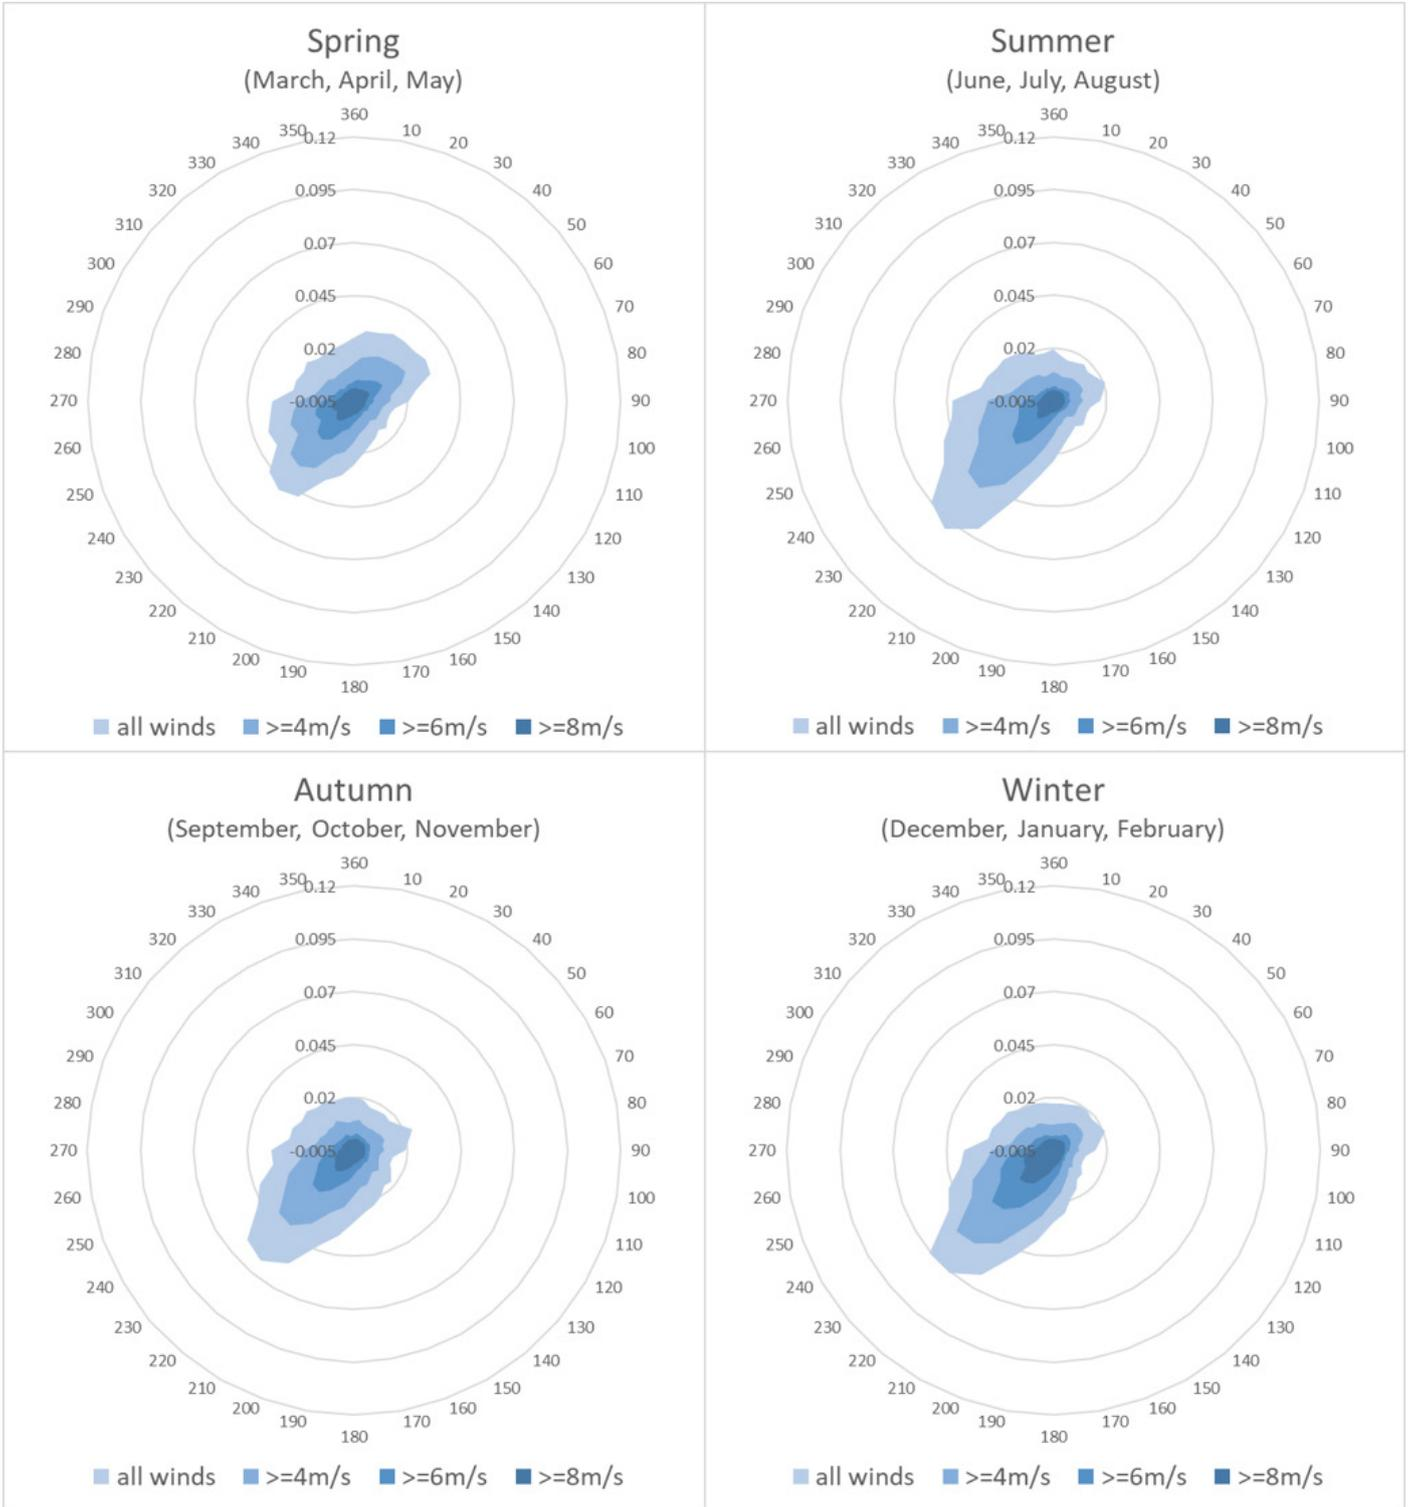 Spring
(March, April, May)
360
350 0.12 10
340 20
330 30
320 0.095 40
310 50
300 0.07 60
290 0.045 70
280 0.02 80
270 -0.005 90
260 100
250 110
240 120
230 130
220 140
210 150
200 160
190 170
180
all winds >=4m/s >=6m/s >=8m/s
Summer
(June, July, August)
360
350 0.12 10
340 20
330 30
320 0.095 40
310 50
300 0.07 60
290 0.045 70
280 0.02 80
270 -0.005 90
260 100
250 110
240 120
230 130
220 140
210 150
200 160
190 170
180
all winds >=4m/s >=6m/s >=8m/s
Autumn
(September, October, November)
360
350 0.12 10
340 20
330 30
320 0.095 40
310 50
300 0.07 60
290 0.045 70
280 0.02 80
270 -0.005 90
260 100
250 110
240 120
230 130
220 140
210 150
200 160
190 170
180
all winds >=4m/s >=6m/s >=8m/s
Winter
(December, January, February)
360
350 0.12 10
340 20
330 30
320 0.095 40
310 50
300 0.07 60
290 0.045 70
280 0.02 80
270 -0.005 90
260 100
250 110
240 120
230 130
220 140
210 150
200 160
190 170
180
all winds >=4m/s >=6m/s >=8m/s